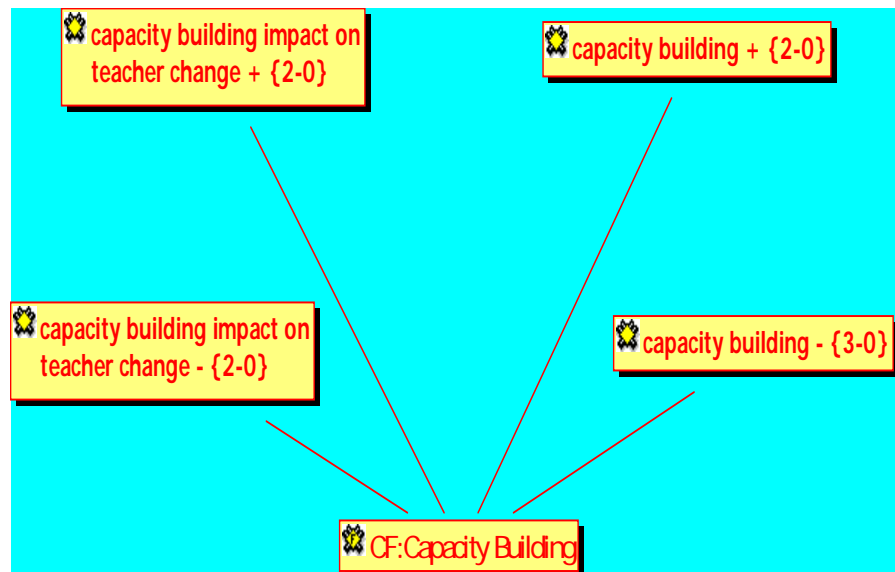 capacity building impact on
teacher change + {2-0}
capacity building + {2-0}
capacity building impact on
teacher change - {2-0}
capacity building - {3-0}
CF:Capacity Building